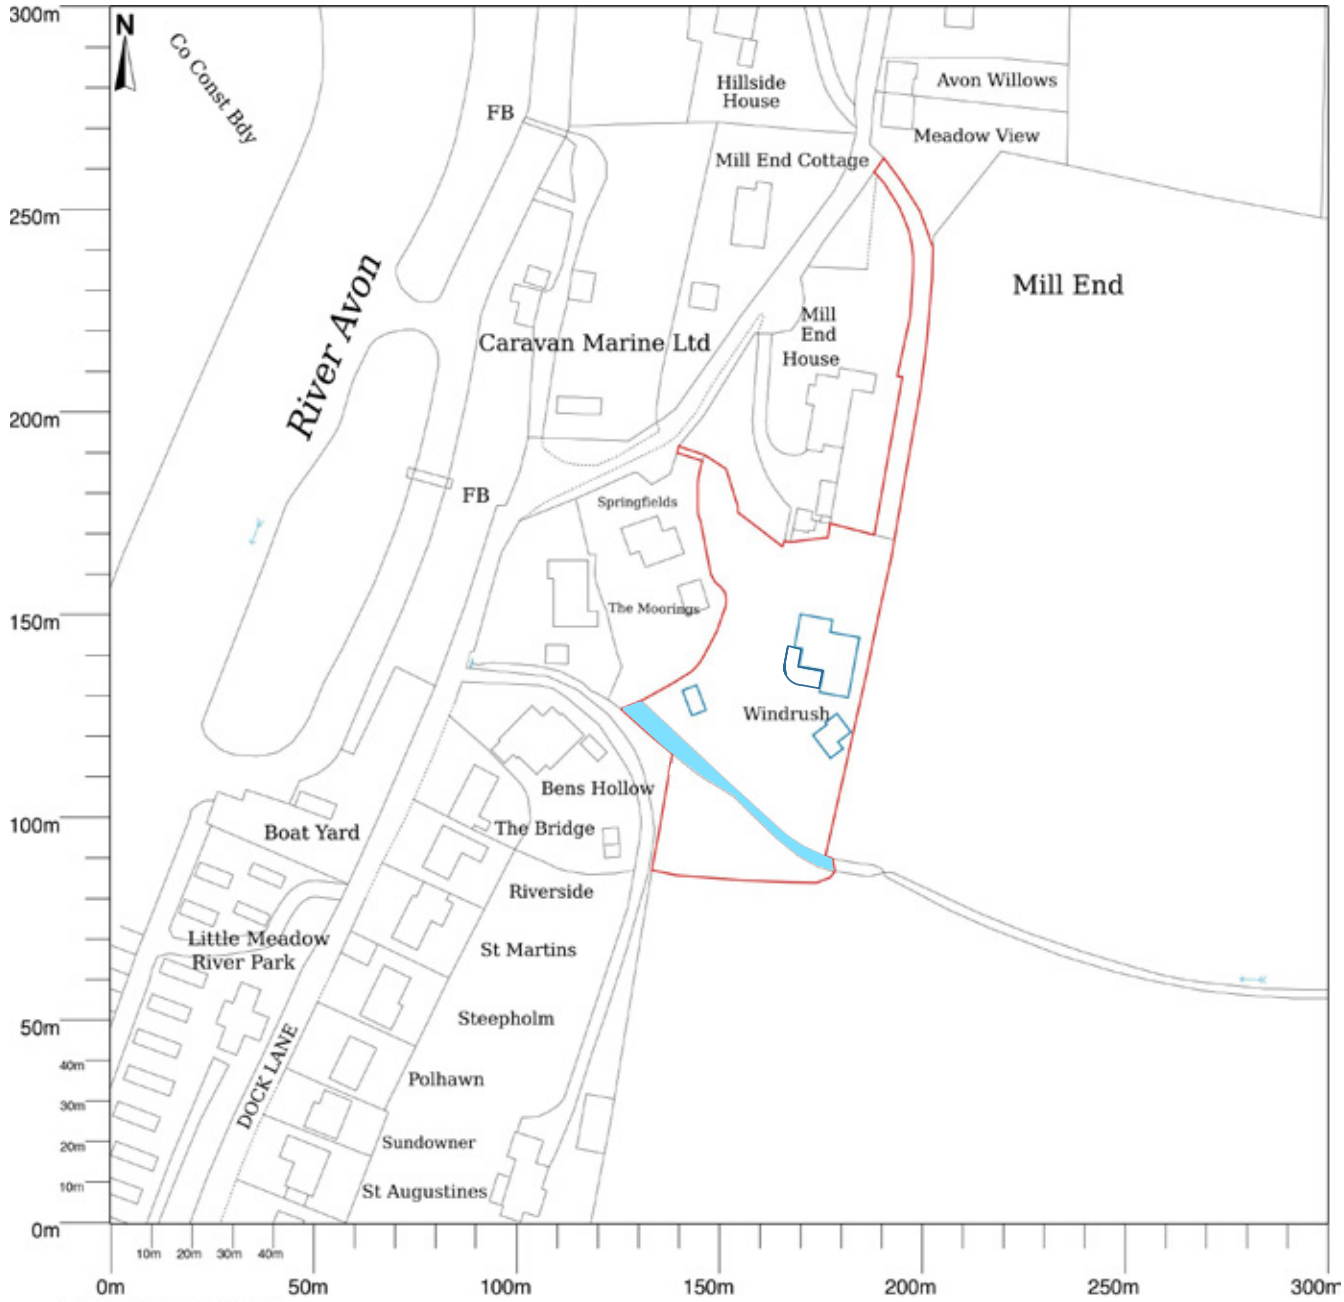 300m
N
Co Const Bdy
Hillside
House
Avon Willows
FB
Meadow View
Mill End Cottage
250m
River Avon
Mill End
Mill
End
House
Caravan Marine Ltd
200m
FB
Springfields
150m
The Moorings
Windrush
Bens Hollow
100m
Boat Yard
The Bridge
Riverside
Little Meadow
River Park
St Martins
50m
Steepholm
DOCK LANE
40m
Polhawn
30m
20m
Sundowner
10m
St Augustines
0m
10m 20m 30m 40m
0m 50m 100m 150m 200m 250m 300m